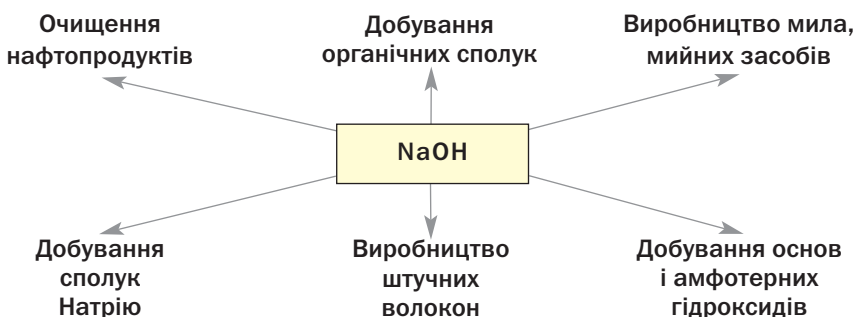 Очищення
нафтопродуктів
Добування
органічних сполук
Виробництво мила,
мийних засобів
NaOH
Добування
сполук
Натрію
Виробництво
штучних
волокон
Добування основ
і амфотерних
гідроксидів